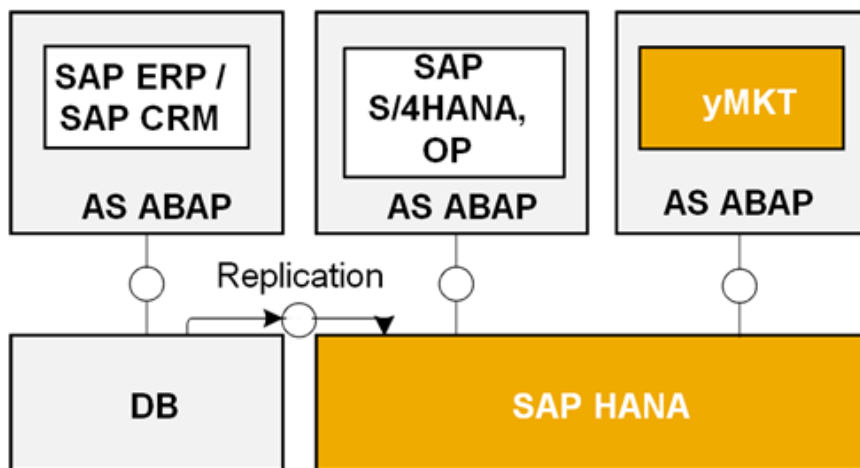 SAP ERP /
SAP CRM
AS ABAP
SAP
S/4HANA,
OP
AS ABAP
yMKT
AS ABAP
Replication
DB
SAP HANA